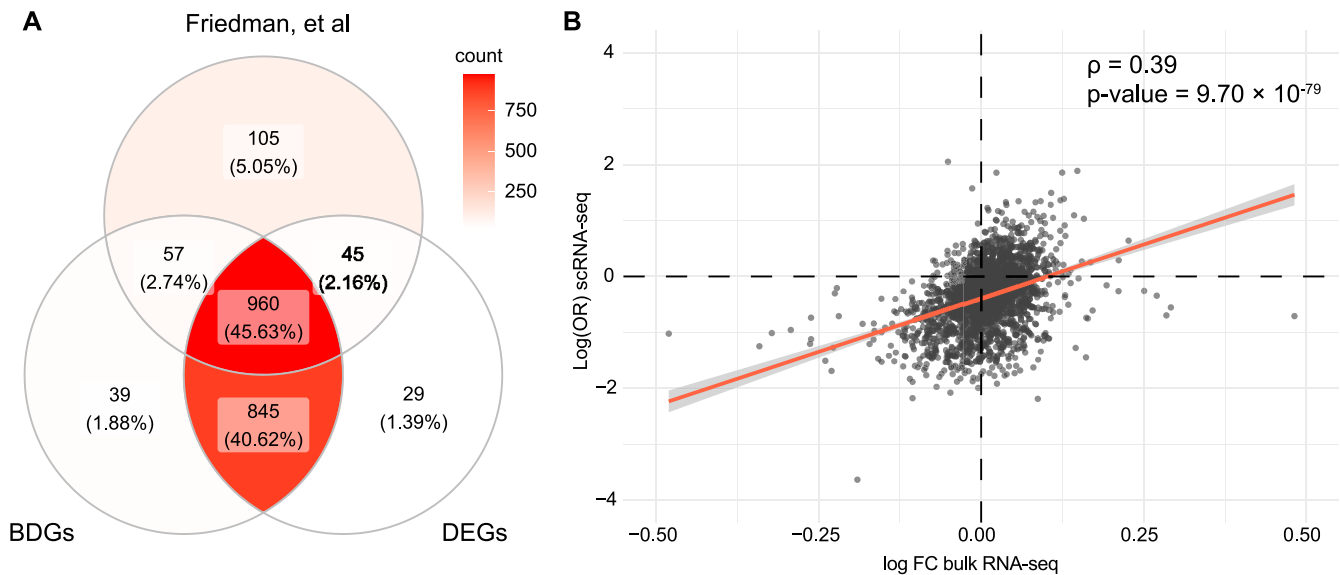 A
Friedman, et al
count
750
500
250
105
(5.05%)
57
(2.74%)
45
(2.16%)
960
(45.63%)
39
(1.88%)
845
(40.62%)
29
(1.39%)
BDGs
DEGs
B
ρ = 0.39
p-value = 9.70 × 10⁻⁷⁹
Log(OR) scRNA-seq
4
2
0
−2
−4
−0.50
−0.25
0.00
0.25
0.50
log FC bulk RNA-seq